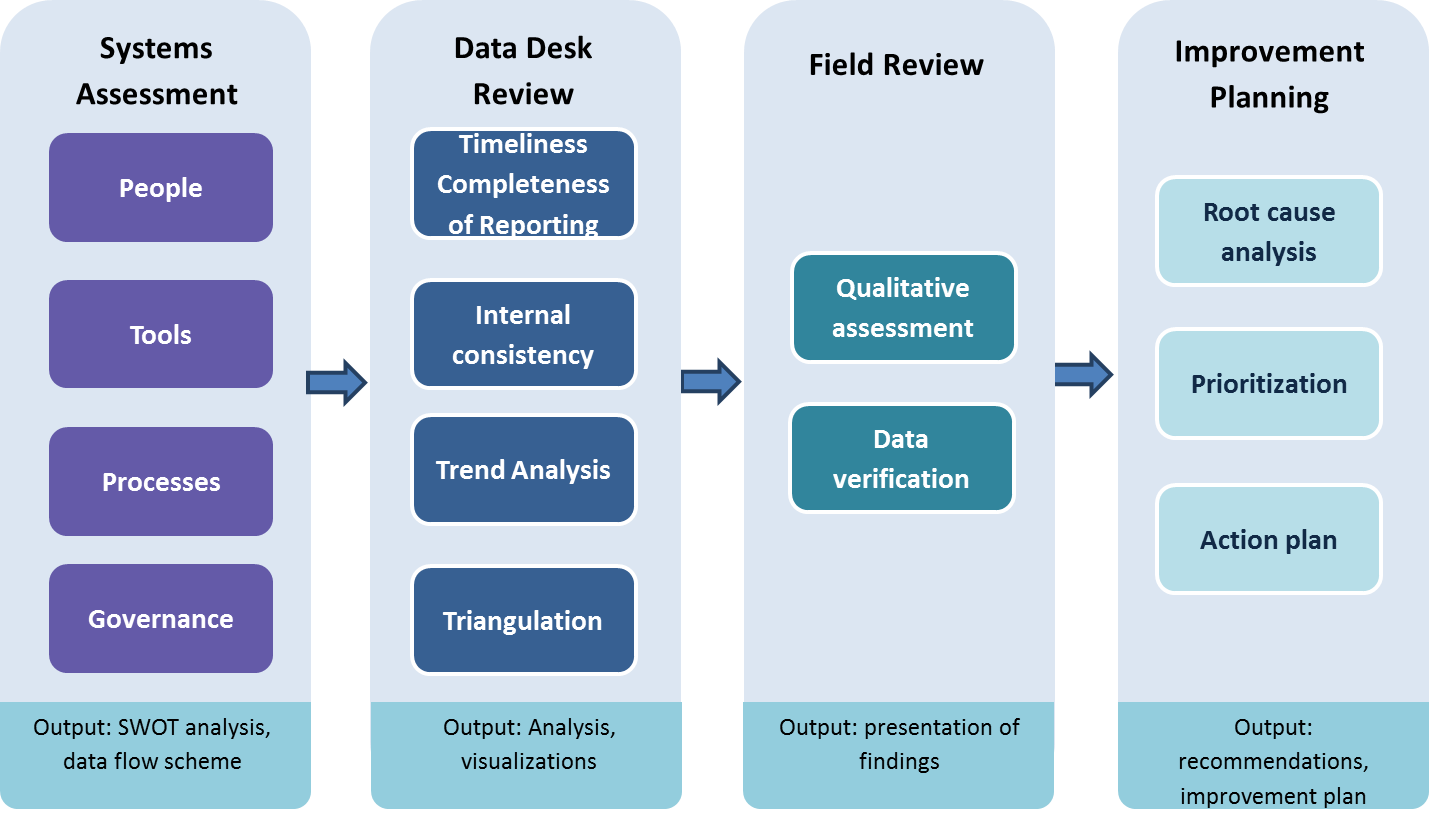 Systems
Assessment
People
Tools
Processes
Governance
Output: SWOT analysis,
data flow scheme
Data Desk
Review
Timeliness
Completeness
of Reporting
Internal
consistency
Trend Analysis
Triangulation
Output: Analysis,
visualizations
Field Review
Qualitative
assessment
Data
verification
Output: presentation of
findings
Improvement
Planning
Root cause
analysis
Prioritization
Action plan
Output:
recommendations,
improvement plan